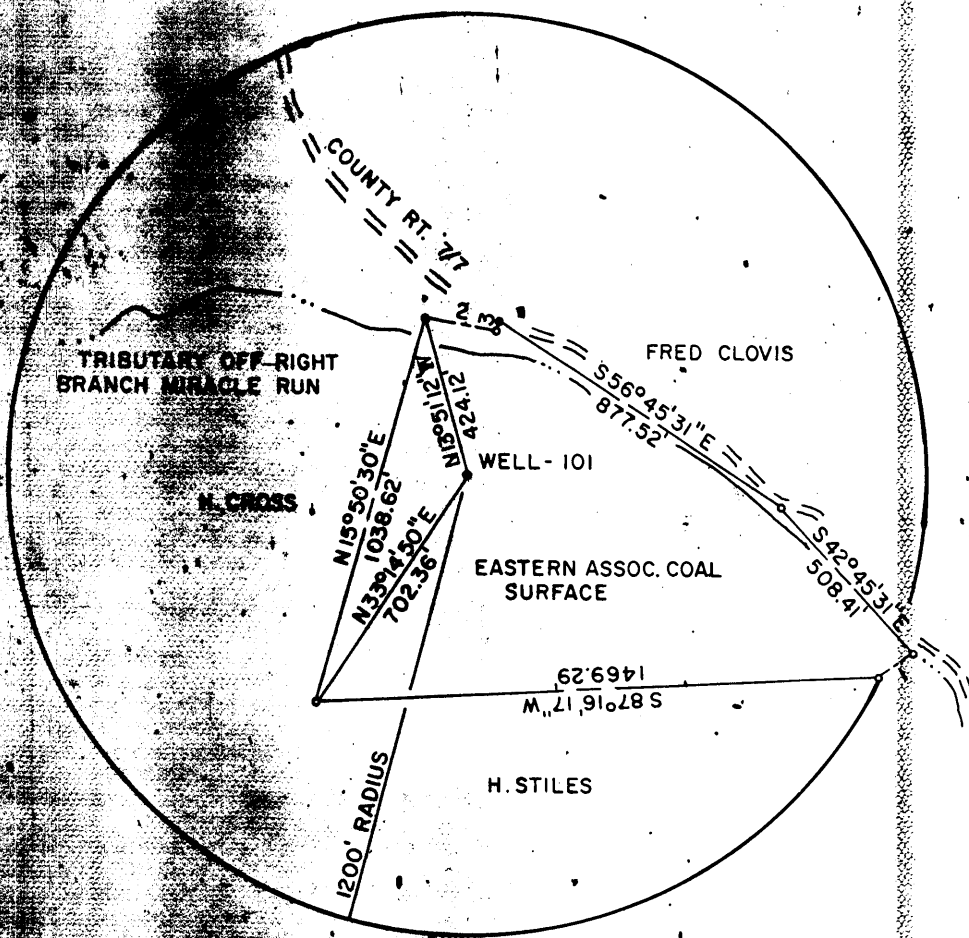 COUNTY RT. 7/7
2
3
TRIBUTARY OFF RIGHT
BRANCH MIRACLE RUN
FRED CLOVIS
S56°45'31"E
877.52'
N15°51'12"W
424.12'
WELL-101
N15°50'30"E
1038.62'
H. CROSS
N33°14'50"E
702.36'
EASTERN ASSOC. COAL
SURFACE
S42°45'31"E
508.41'
S87°16'17"W
1469.29
H. STILES
1200' RADIUS